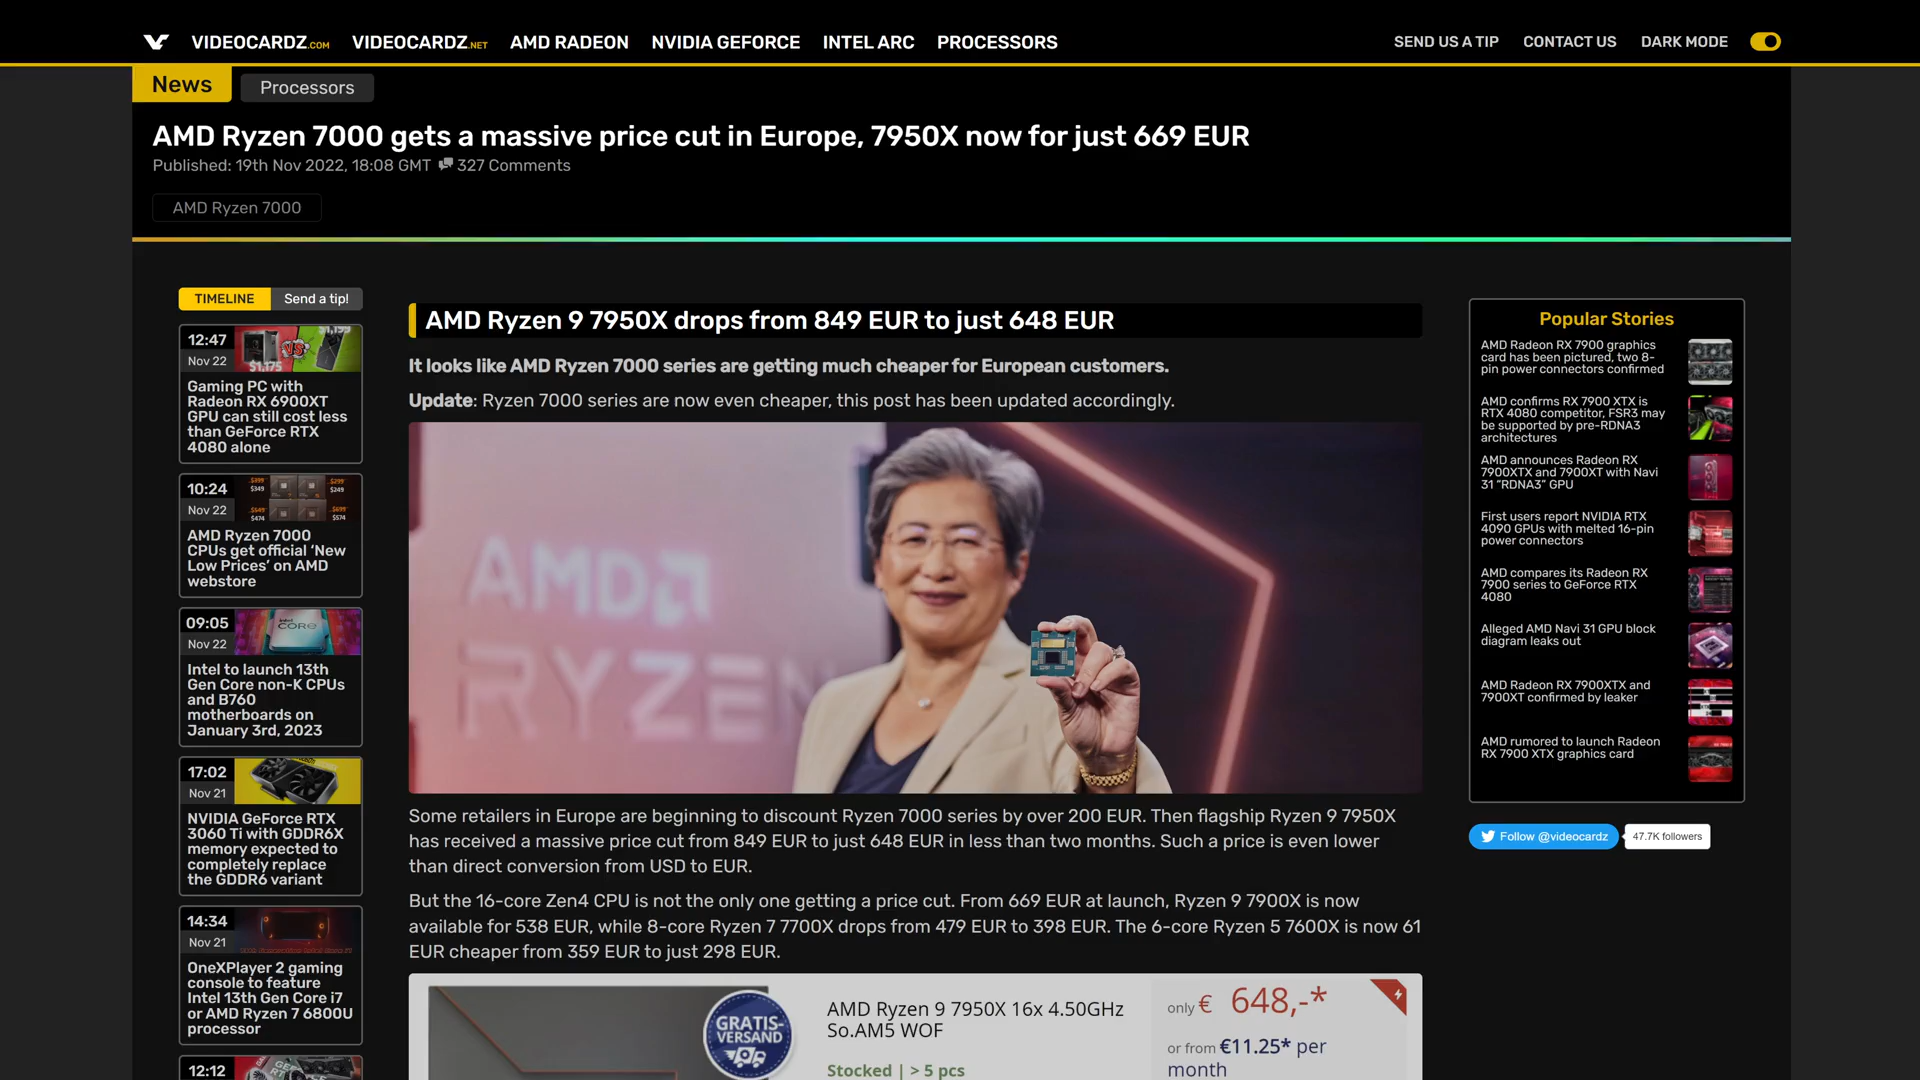 VIDEOCARDZ.COM VIDEOCARDZ.NET AMD RADEON NVIDIA GEFORCE INTEL ARC PROCESSORS SEND US A TIP CONTACT US DARK MODE
News Processors
AMD Ryzen 7000 gets a massive price cut in Europe, 7950X now for just 669 EUR
Published: 19th Nov 2022, 18:08 GMT 327 Comments
AMD Ryzen 7000
TIMELINE Send a tip!
12:47
Nov 22
VS
$1,175
Gaming PC with
Radeon RX 6900XT
GPU can still cost less
than GeForce RTX
4080 alone
10:24
Nov 22
$399
$349
$299
$249
$549
$474
$699
$574
AMD Ryzen 7000
CPUs get official ‘New
Low Prices’ on AMD
webstore
09:05
Nov 22
intel
CORE
Intel to launch 13th
Gen Core non-K CPUs
and B760
motherboards on
January 3rd, 2023
17:02
Nov 21
NVIDIA GeForce RTX
3060 Ti with GDDR6X
memory expected to
completely replace
the GDDR6 variant
14:34
Nov 21
OneXPlayer 2 gaming
console to feature
Intel 13th Gen Core i7
or AMD Ryzen 7 6800U
processor
12:12
AMD Ryzen 9 7950X drops from 849 EUR to just 648 EUR
It looks like AMD Ryzen 7000 series are getting much cheaper for European customers.
Update: Ryzen 7000 series are now even cheaper, this post has been updated accordingly.
AMD
RYZEN
Some retailers in Europe are beginning to discount Ryzen 7000 series by over 200 EUR. Then flagship Ryzen 9 7950X
has received a massive price cut from 849 EUR to just 648 EUR in less than two months. Such a price is even lower
than direct conversion from USD to EUR.
But the 16-core Zen4 CPU is not the only one getting a price cut. From 669 EUR at launch, Ryzen 9 7900X is now
available for 538 EUR, while 8-core Ryzen 7 7700X drops from 479 EUR to 398 EUR. The 6-core Ryzen 5 7600X is now 61
EUR cheaper from 359 EUR to just 298 EUR.
GRATIS-
VERSAND
AMD Ryzen 9 7950X 16x 4.50GHz
So.AM5 WOF
Stocked | > 5 pcs
only € 648,-*
or from €11.25* per
month
Popular Stories
AMD Radeon RX 7900 graphics
card has been pictured, two 8-
pin power connectors confirmed
AMD confirms RX 7900 XTX is
RTX 4080 competitor, FSR3 may
be supported by pre-RDNA3
architectures
AMD announces Radeon RX
7900XTX and 7900XT with Navi
31 “RDNA3” GPU
First users report NVIDIA RTX
4090 GPUs with melted 16-pin
power connectors
AMD compares its Radeon RX
7900 series to GeForce RTX
4080
Alleged AMD Navi 31 GPU block
diagram leaks out
AMD Radeon RX 7900XTX and
7900XT confirmed by leaker
AMD rumored to launch Radeon
RX 7900 XTX graphics card
Follow @videocardz 47.7K followers